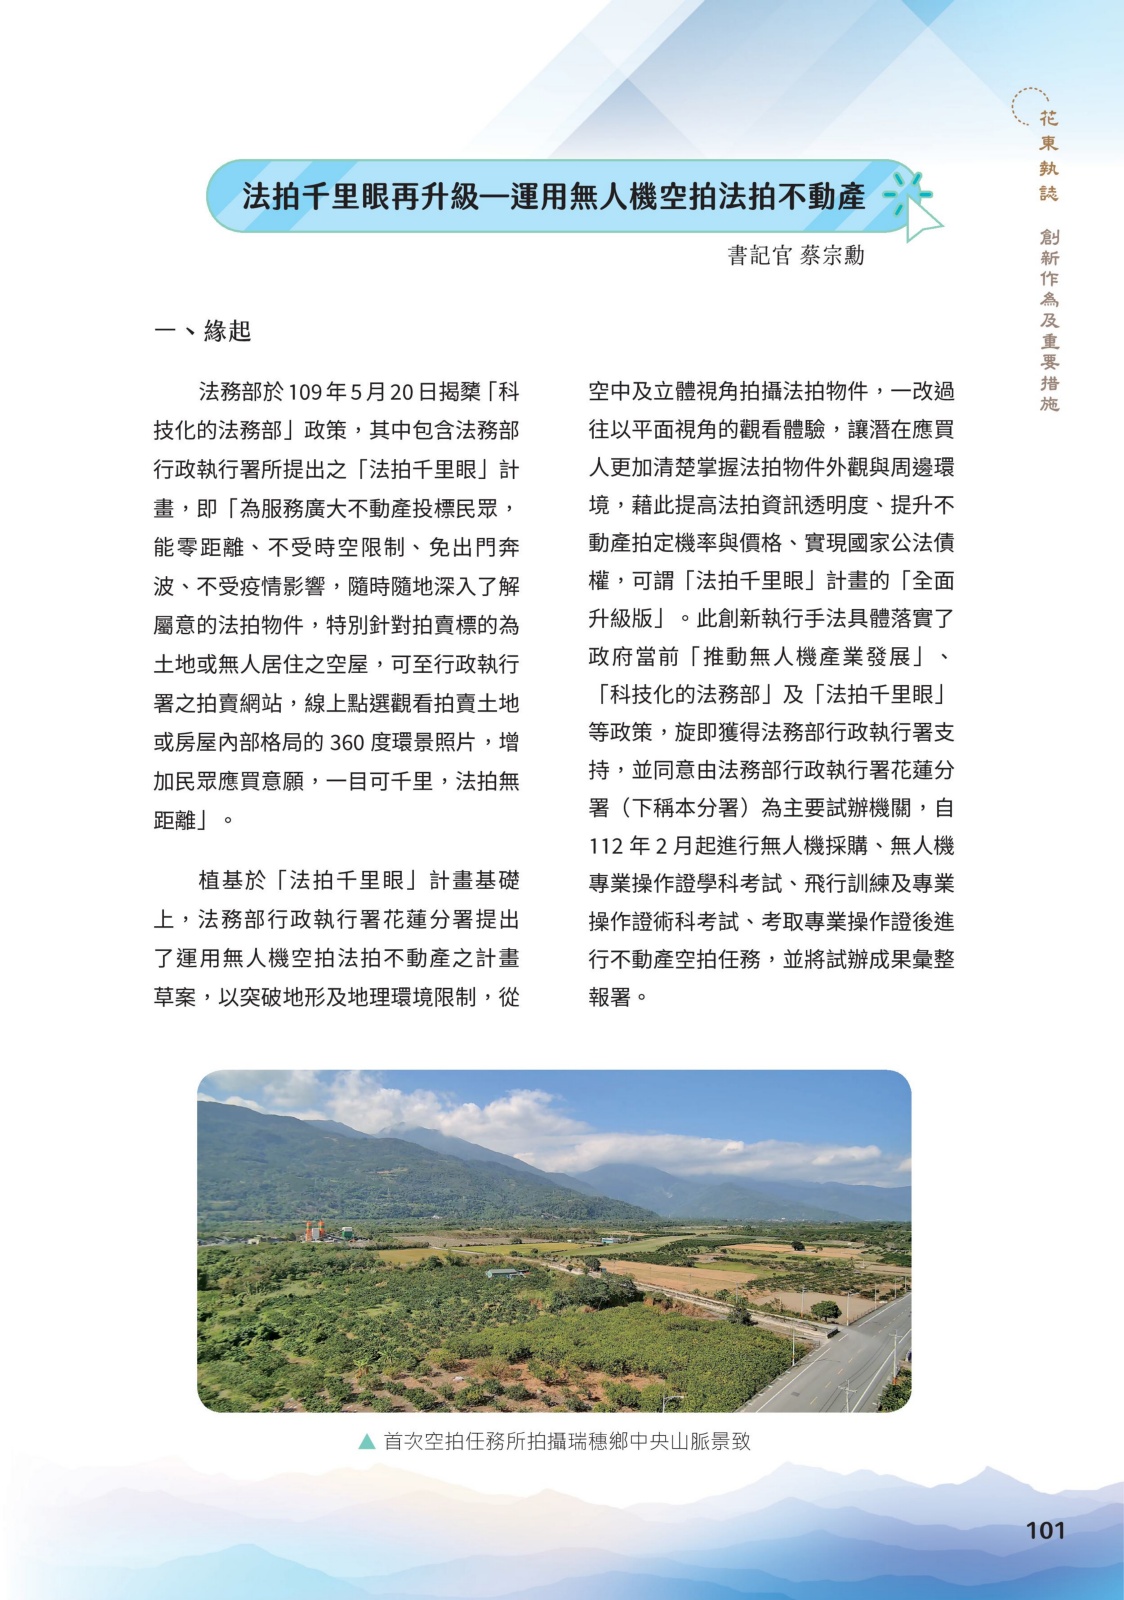 法拍千里眼再升級—運用無人機空拍法拍不動產
書記官 蔡宗勳
一、緣起
法務部於 109 年 5 月 20 日揭櫫「科
技化的法務部」政策，其中包含法務部
行政執行署所提出之「法拍千里眼」計
畫，即「為服務廣大不動產投標民眾，
能零距離、不受時空限制、免出門奔
波、不受疫情影響，隨時隨地深入了解
屬意的法拍物件，特別針對拍賣標的為
土地或無人居住之空屋，可至行政執行
署之拍賣網站，線上點選觀看拍賣土地
或房屋內部格局的 360 度環景照片，增
加民眾應買意願，一目可千里，法拍無
距離」。
植基於「法拍千里眼」計畫基礎
上，法務部行政執行署花蓮分署提出
了運用無人機空拍法拍不動產之計畫
草案，以突破地形及地理環境限制，從
空中及立體視角拍攝法拍物件，一改過
往以平面視角的觀看體驗，讓潛在應買
人更加清楚掌握法拍物件外觀與周邊環
境，藉此提高法拍資訊透明度、提升不
動產拍定機率與價格、實現國家公法債
權，可謂「法拍千里眼」計畫的「全面
升級版」。此創新執行手法具體落實了
政府當前「推動無人機產業發展」、
「科技化的法務部」及「法拍千里眼」
等政策，旋即獲得法務部行政執行署支
持，並同意由法務部行政執行署花蓮分
署（下稱本分署）為主要試辦機關，自
112 年 2 月起進行無人機採購、無人機
專業操作證學科考試、飛行訓練及專業
操作證術科考試、考取專業操作證後進
行不動產空拍任務，並將試辦成果彙整
報署。
▲ 首次空拍任務所拍攝瑞穗鄉中央山脈景致
花東執誌 創新作為及重要措施
101